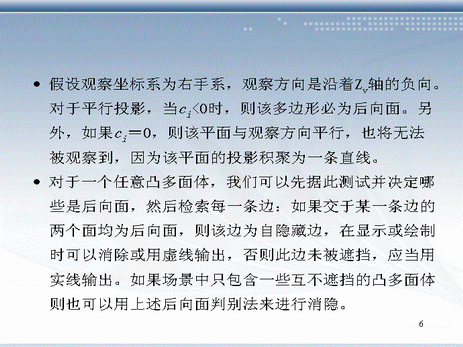 • 假设观察坐标系为右手系，观察方向是沿着Zv轴的负向。
对于平行投影，当ci<0时，则该多边形必为后向面。另
外，如果ci＝0，则该平面与观察方向平行，也将无法
被观察到，因为该平面的投影积聚为一条直线。
• 对于一个任意凸多面体，我们可以先据此测试并决定哪
些是后向面，然后检索每一条边：如果交于某一条边的
两个面均为后向面，则该边为自隐藏边，在显示或绘制
时可以消除或用虚线输出，否则此边未被遮挡，应当用
实线输出。如果场景中只包含一些互不遮挡的凸多面体
则也可以用上述后向面判别法来进行消隐。
6